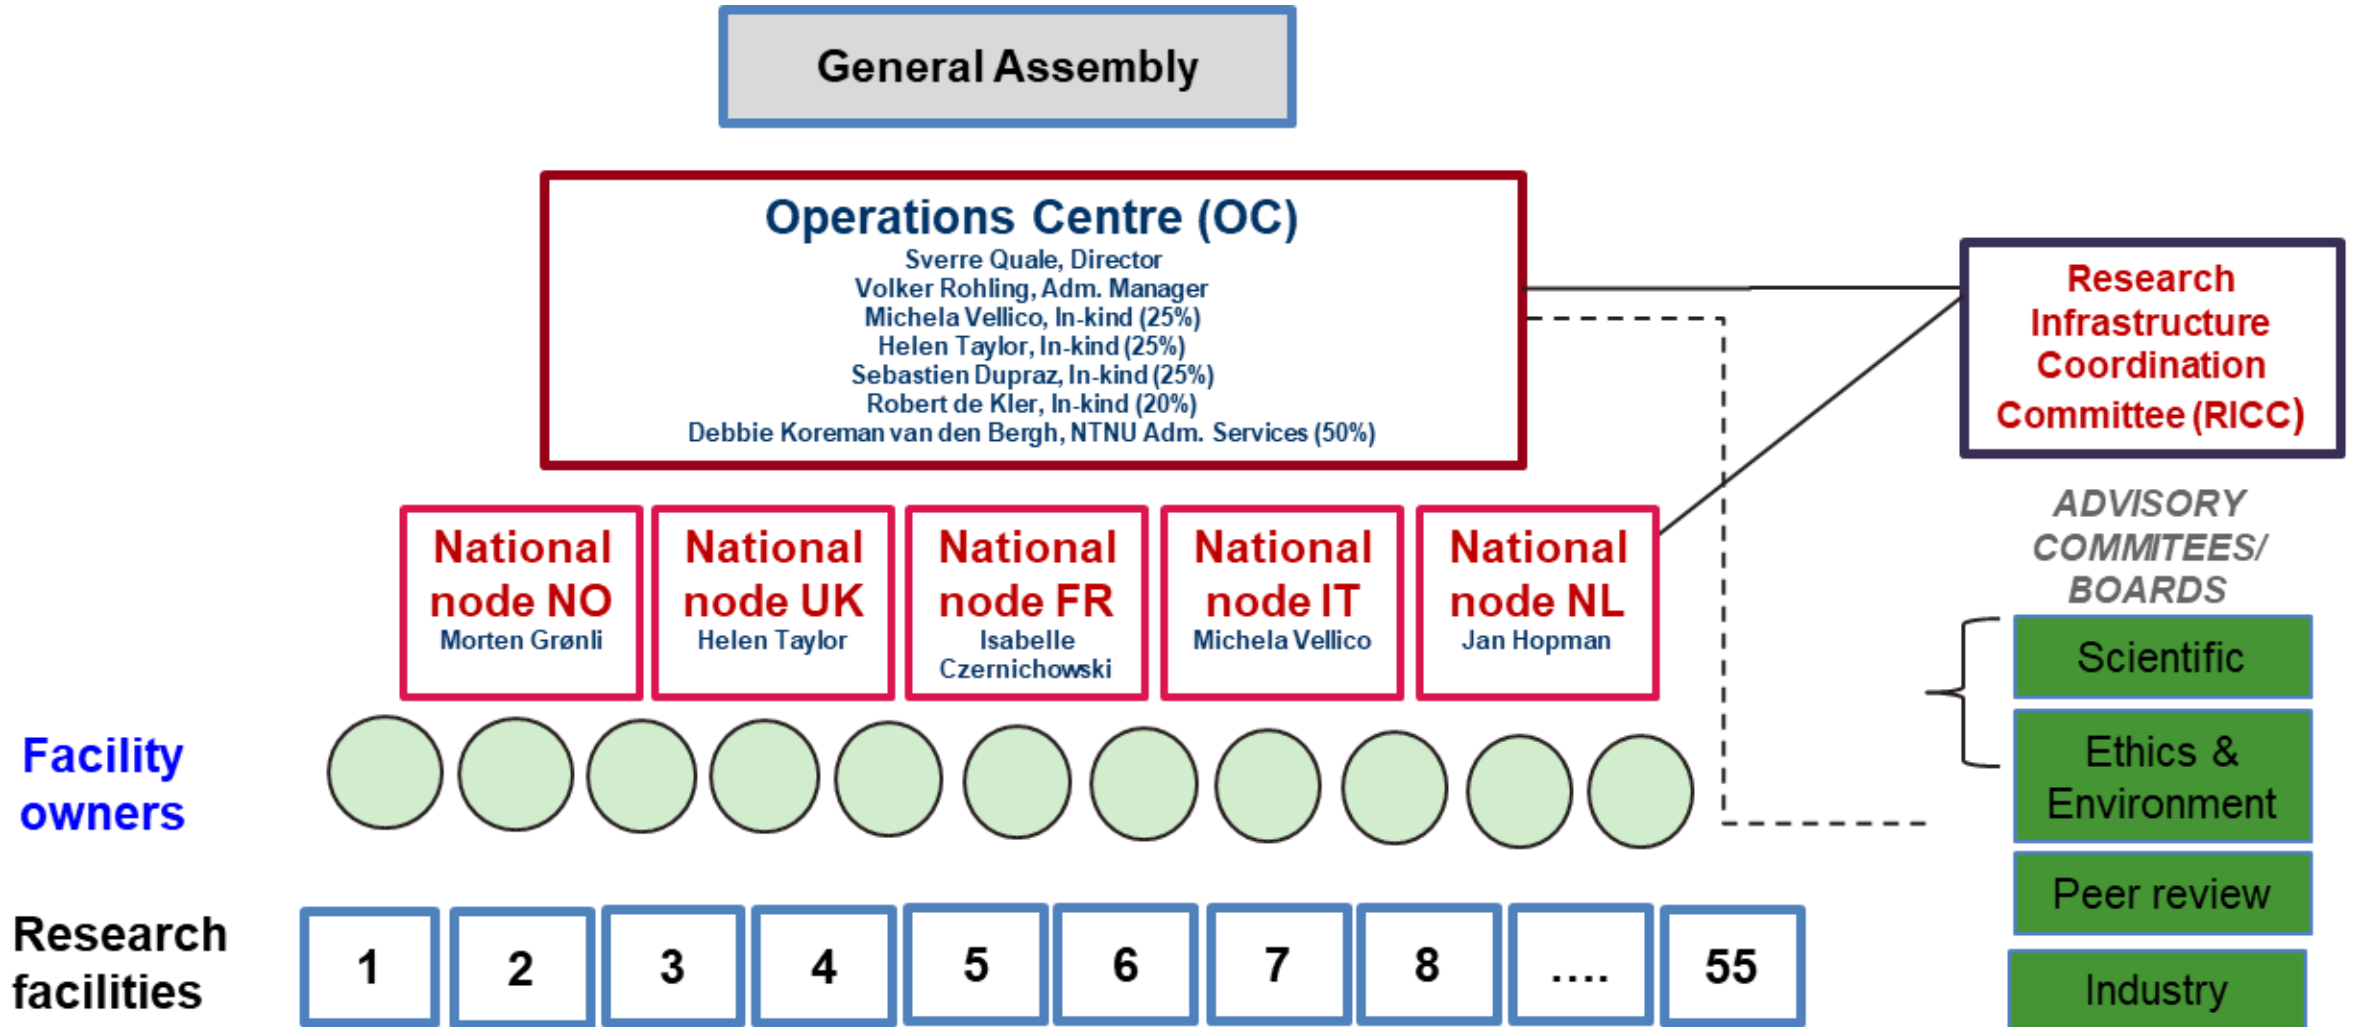 General Assembly
Operations Centre (OC)
Sverre Quale, Director
Volker Rohling, Adm. Manager
Michela Vellico, In-kind (25%)
Helen Taylor, In-kind (25%)
Sebastien Dupraz, In-kind (25%)
Robert de Kler, In-kind (20%)
Debbie Koreman van den Bergh, NTNU Adm. Services (50%)
Research
Infrastructure
Coordination
Committee (RICC)
National
node NO
Morten Grønli
National
node UK
Helen Taylor
National
node FR
Isabelle
Czernichowski
National
node IT
Michela Vellico
National
node NL
Jan Hopman
ADVISORY
COMMITEES/
BOARDS
Scientific
Ethics &
Environment
Peer review
Industry
Facility
owners
Research
facilities
1
2
3
4
5
6
7
8
....
55